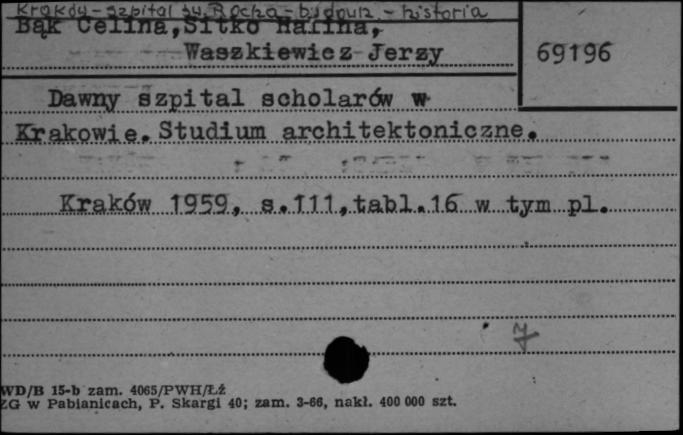 Kraków - szpital św. Rocha - budown. - historia
Bąk Celina, Sitko Halina,
Waszkiewicz Jerzy
69196
Dawny szpital scholarów w
Krakowie. Studium architektoniczne.
Kraków 1959, s.111, tabl.16 w tym pl.
WD/B 15-b zam. 4065/PWH/Łż
ZG w Pabianicach, P. Skargi 40; zam. 3-66, nakł. 400 000 szt.